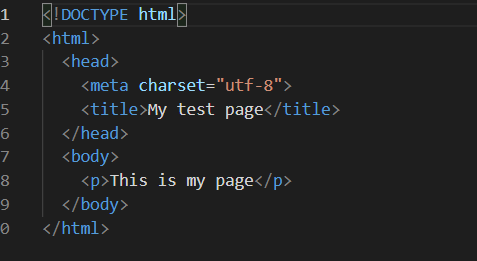 1 <!DOCTYPE html>
2 <html>
3   <head>
4     <meta charset="utf-8">
5     <title>My test page</title>
6   </head>
7   <body>
8     <p>This is my page</p>
9   </body>
0 </html>